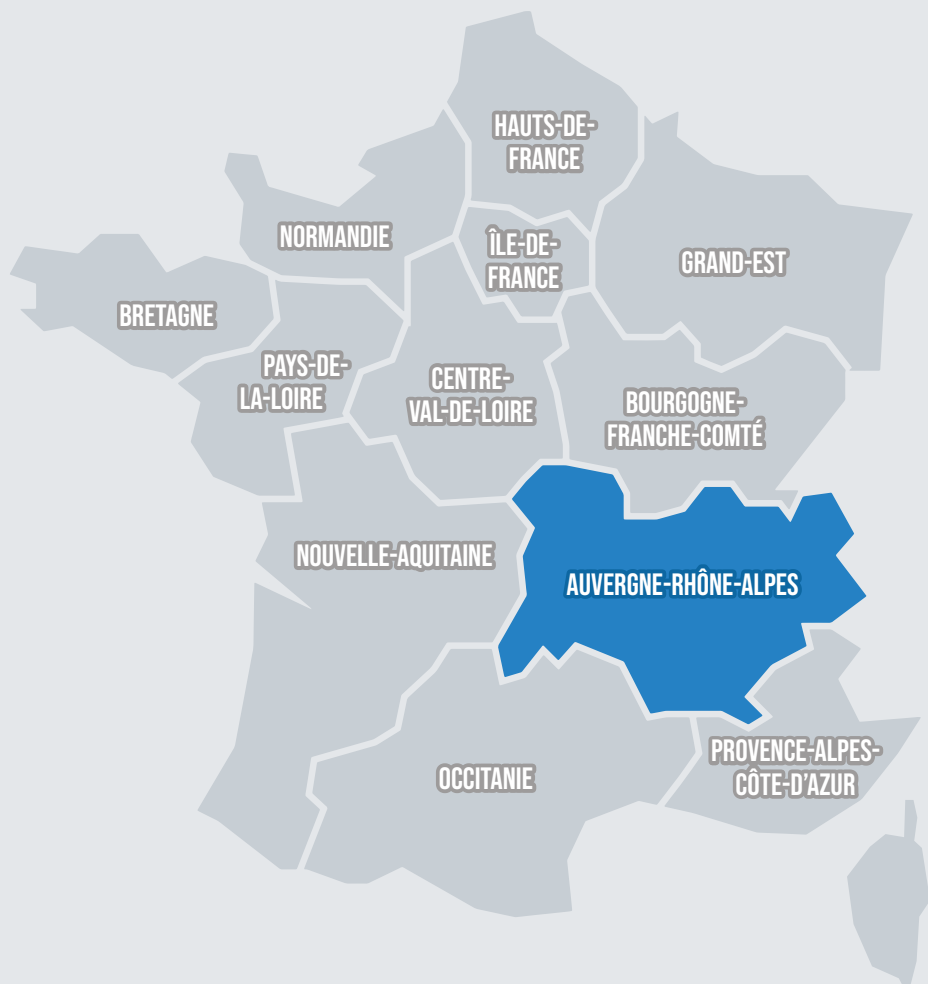 HAUTS-DE-
FRANCE
NORMANDIE
ÎLE-DE-
FRANCE
GRAND-EST
BRETAGNE
PAYS-DE-
LA-LOIRE
CENTRE-
VAL-DE-LOIRE
BOURGOGNE-
FRANCHE-COMTÉ
NOUVELLE-AQUITAINE
AUVERGNE-RHÔNE-ALPES
OCCITANIE
PROVENCE-ALPES-
CÔTE-D'AZUR